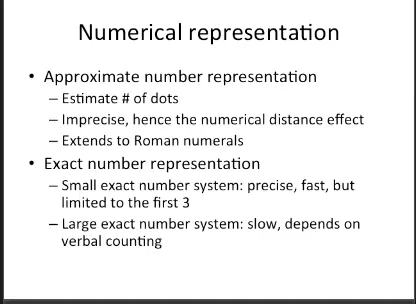 Numerical representation
• Approximate number representation
– Estimate # of dots
– Imprecise, hence the numerical distance effect
– Extends to Roman numerals
• Exact number representation
– Small exact number system: precise, fast, but
limited to the first 3
– Large exact number system: slow, depends on
verbal counting